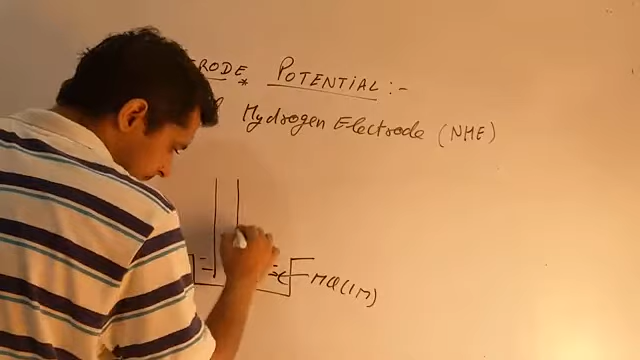 RODE* POTENTIAL:-
Hydrogen Electrode (NHE)
HCl(1M)